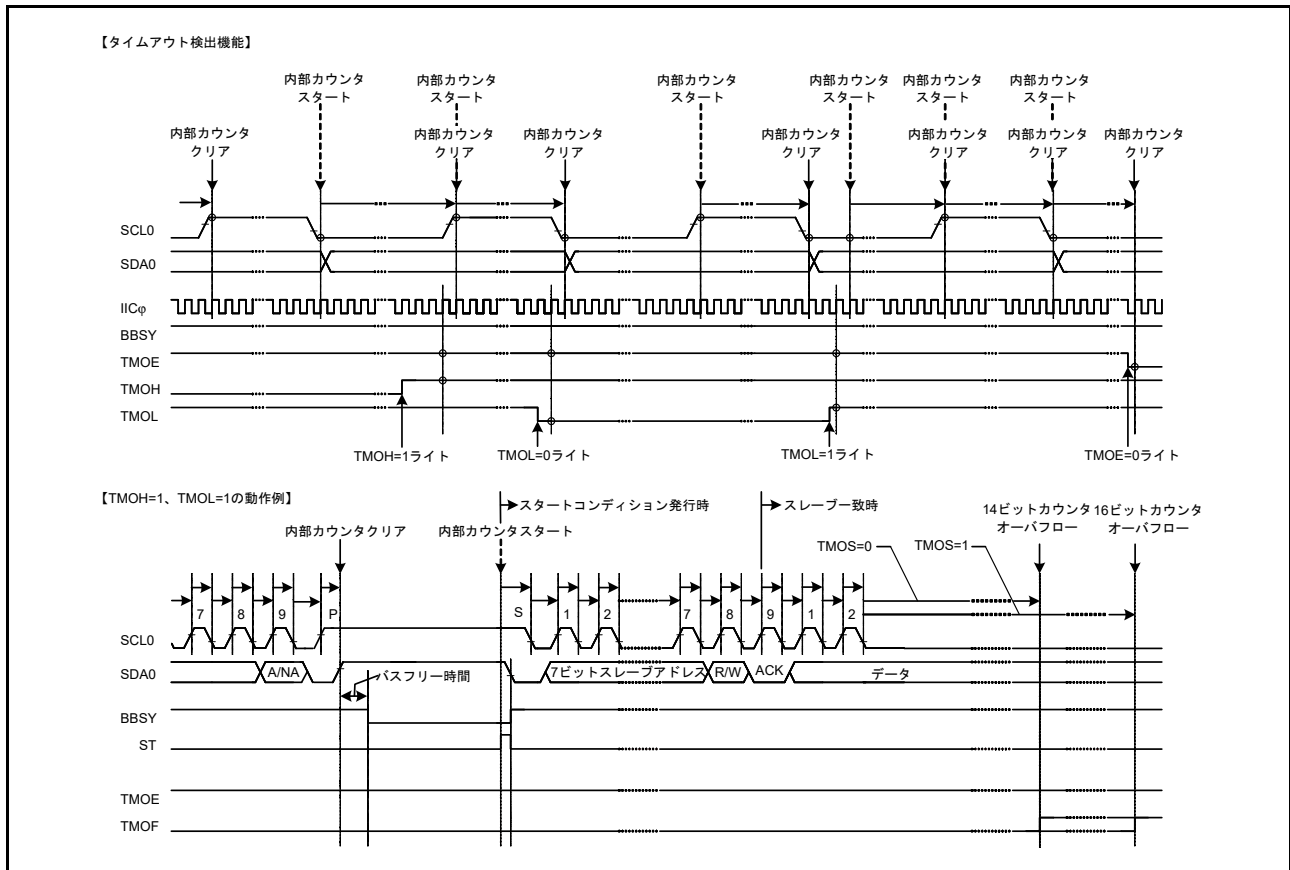 【タイムアウト検出機能】
内部カウンタ
スタート
内部カウンタ
スタート
内部カウンタ
スタート
内部カウンタ
スタート
内部カウンタ
スタート
内部カウンタ
スタート
内部カウンタ
クリア
内部カウンタ
クリア
内部カウンタ
クリア
内部カウンタ
クリア
内部カウンタ
クリア
内部カウンタ
クリア
内部カウンタ
クリア
SCL0
SDA0
IICφ
BBSY
TMOE
TMOH
TMOL
TMOH=1ライト
TMOL=0ライト
TMOL=1ライト
TMOE=0ライト
【TMOH=1、TMOL=1の動作例】
スタートコンディション発行時
スレーブ一致時
14ビットカウンタ
オーバフロー
16ビットカウンタ
オーバフロー
内部カウンタクリア
内部カウンタスタート
TMOS=0
TMOS=1
7 8 9 P S 1 2 7 8 9 1 2
SCL0
SDA0 A/NA バスフリー時間 7ビットスレーブアドレス R/W ACK データ
BBSY
ST
TMOE
TMOF